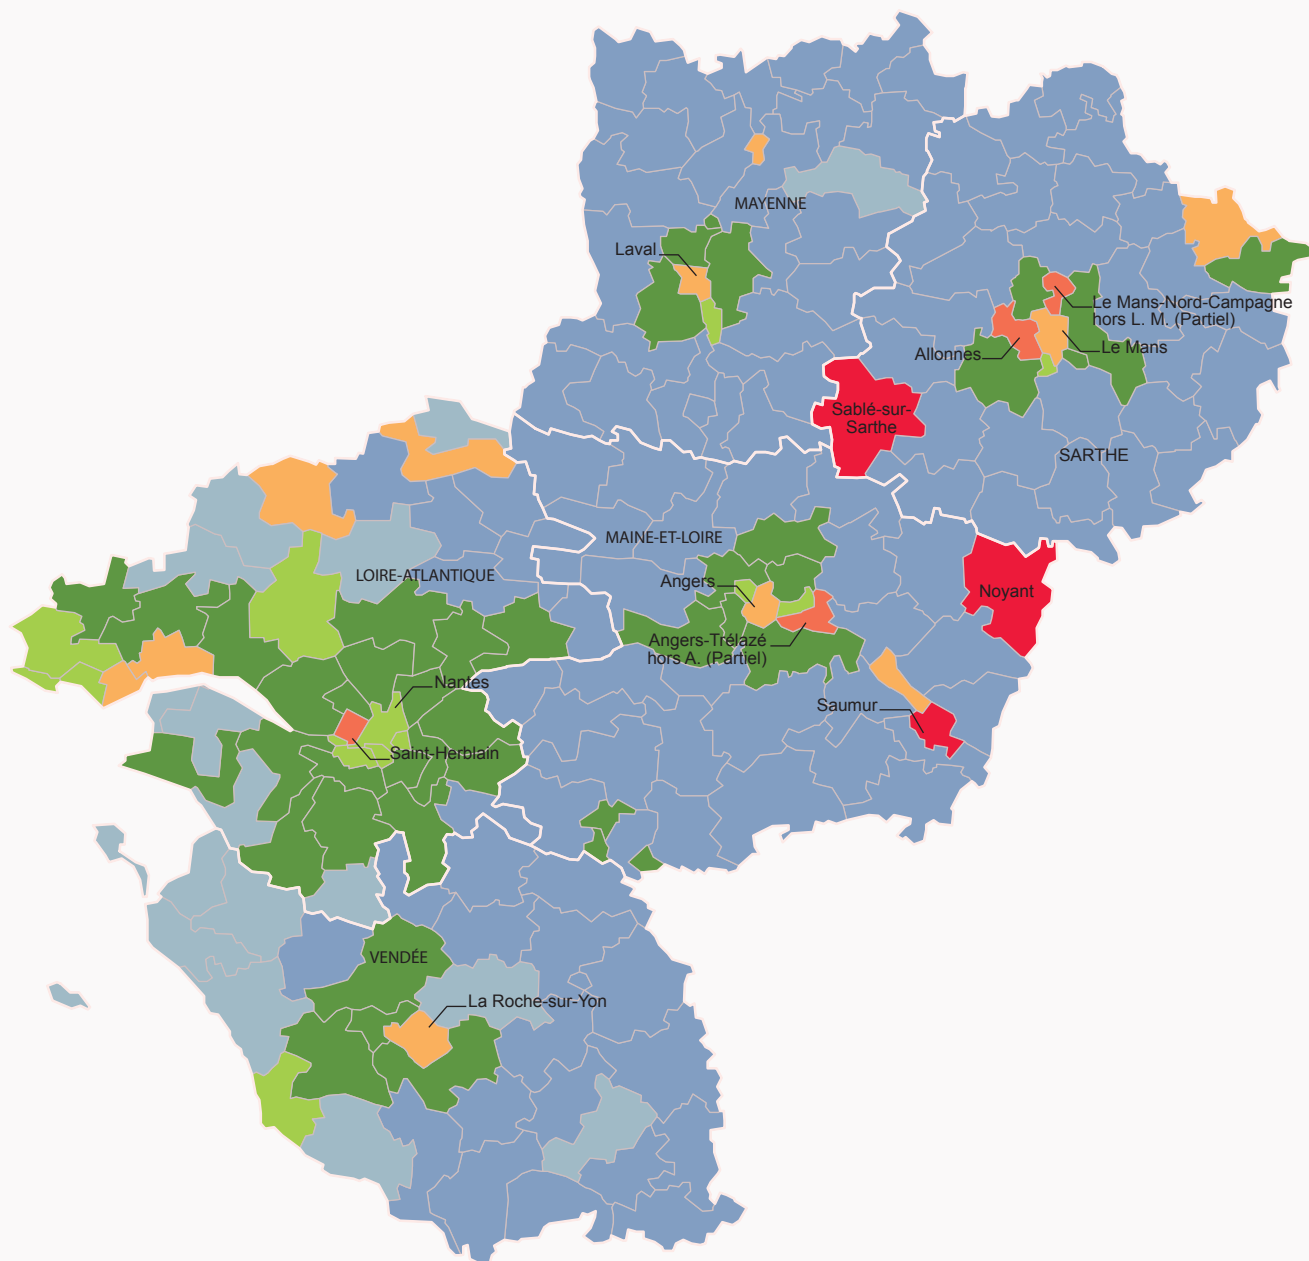 MAYENNE
Laval
Le Mans-Nord-Campagne
hors L. M. (Partiel)
Le Mans
Allonnes
Sablé-sur-
Sarthe
SARTHE
MAINE-ET-LOIRE
LOIRE-ATLANTIQUE
Angers
Noyant
Angers-Trélazé
hors A. (Partiel)
Nantes
Saumur
Saint-Herblain
VENDÉE
La Roche-sur-Yon